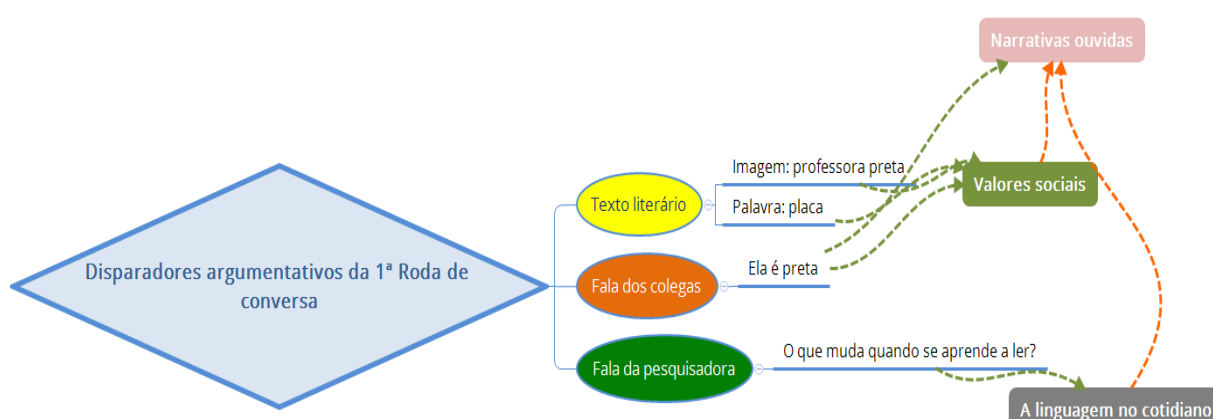 Narrativas ouvidas
Imagem: professora preta
Valores sociais
Texto literário
Palavra: placa
Disparadores argumentativos da 1ª Roda de
conversa
Ela é preta
Fala dos colegas
O que muda quando se aprende a ler?
Fala da pesquisadora
A linguagem no cotidiano